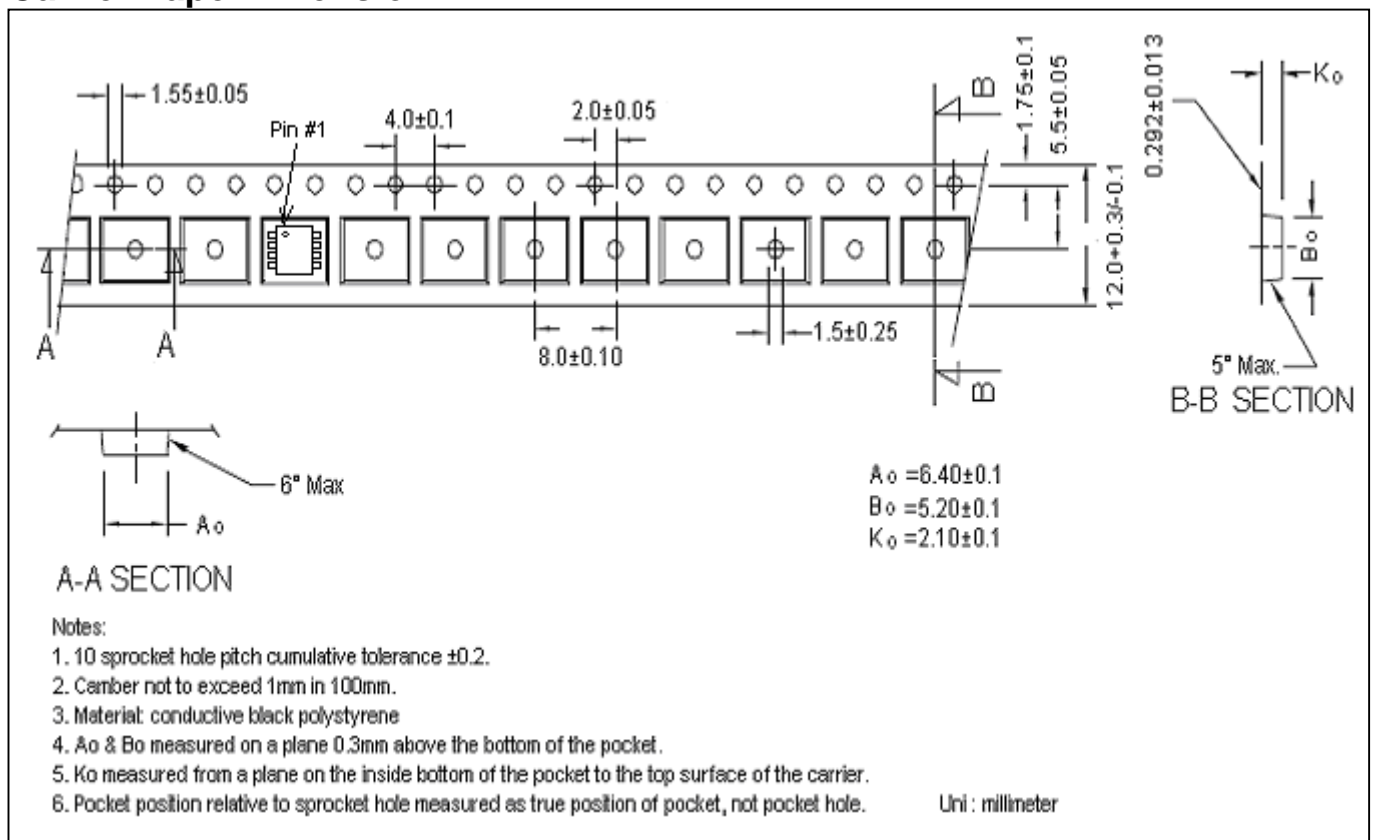 1.55±0.05
Pin #1
4.0±0.1
2.0±0.05
B
1.75±0.1
5.5±0.05
12.0+0.3/-0.1
0.292±0.013
Ko
Bo
5° Max.
B-B SECTION
A
A
8.0±0.10
1.5±0.25
B
6° Max
Ao
A-A SECTION
Ao =6.40±0.1
Bo =5.20±0.1
Ko =2.10±0.1
Notes:
1. 10 sprocket hole pitch cumulative tolerance ±0.2.
2. Camber not to exceed 1mm in 100mm.
3. Material: conductive black polystyrene
4. Ao & Bo measured on a plane 0.3mm above the bottom of the pocket.
5. Ko measured from a plane on the inside bottom of the pocket to the top surface of the carrier.
6. Pocket position relative to sprocket hole measured as true position of pocket, not pocket hole.
Uni : millimeter